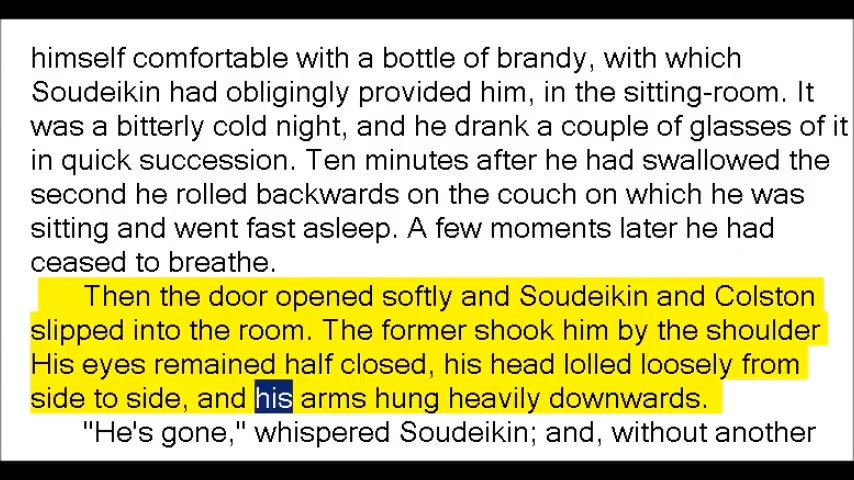 himself comfortable with a bottle of brandy, with which
Soudeikin had obligingly provided him, in the sitting-room. It
was a bitterly cold night, and he drank a couple of glasses of it
in quick succession. Ten minutes after he had swallowed the
second he rolled backwards on the couch on which he was
sitting and went fast asleep. A few moments later he had
ceased to breathe.
Then the door opened softly and Soudeikin and Colston
slipped into the room. The former shook him by the shoulder
His eyes remained half closed, his head lolled loosely from
side to side, and his arms hung heavily downwards.
"He's gone," whispered Soudeikin; and, without another